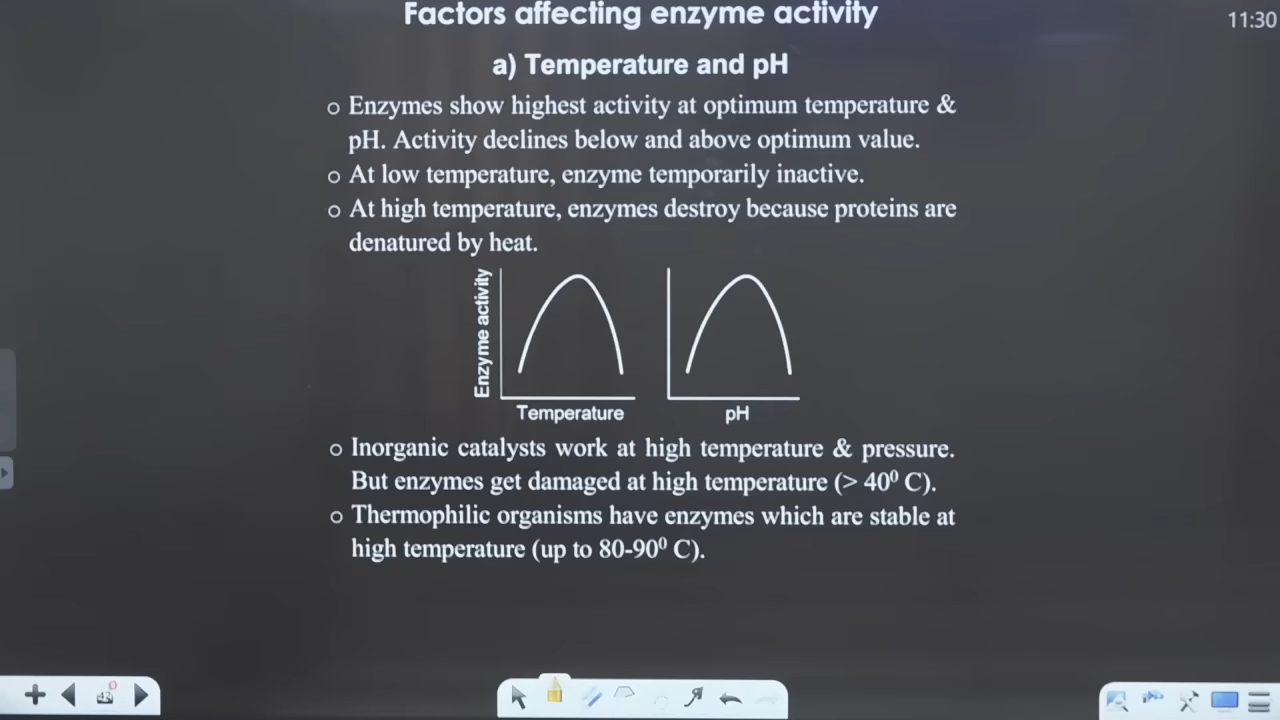 Factors affecting enzyme activity
11:30
a) Temperature and pH
o Enzymes show highest activity at optimum temperature &
pH. Activity declines below and above optimum value.
o At low temperature, enzyme temporarily inactive.
o At high temperature, enzymes destroy because proteins are
denatured by heat.
Enzyme activity
Temperature
pH
o Inorganic catalysts work at high temperature & pressure.
But enzymes get damaged at high temperature (> 40⁰ C).
o Thermophilic organisms have enzymes which are stable at
high temperature (up to 80-90⁰ C).